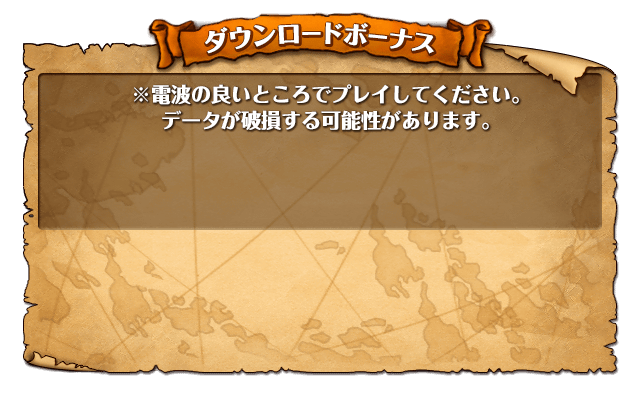 ダウンロードボーナス
※電波の良いところでプレイしてください。
データが破損する可能性があります。